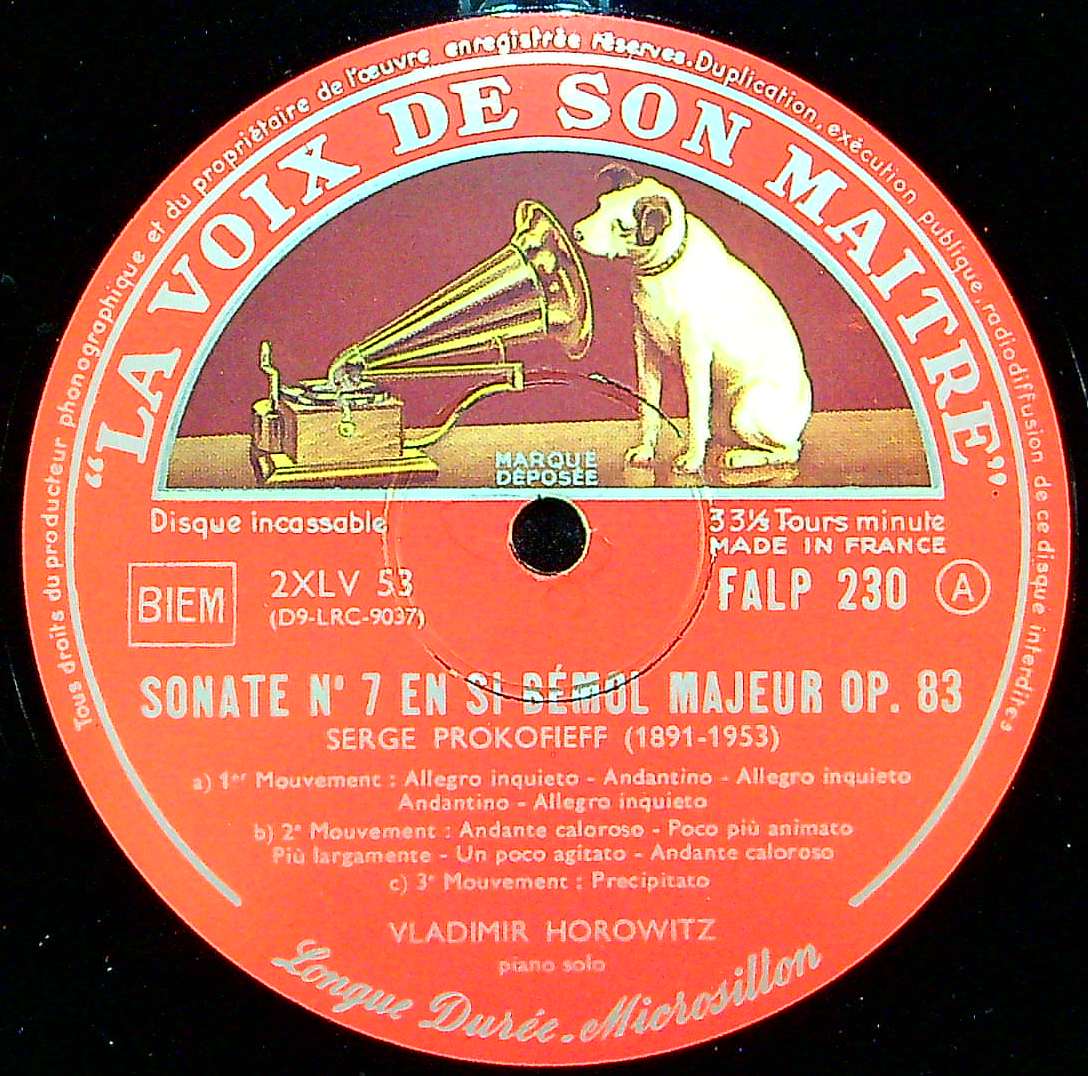 Tous droits du producteur phonographique et du propriétaire de l'œuvre enregistrée réservés. Duplication, exécution publique, radiodiffusion de ce disque interdites
“LA VOIX DE SON MAITRE”
MARQUE
DÉPOSÉE
Disque incassable
33⅓ Tours minute
MADE IN FRANCE
BIEM
2XLV 53
(D9-LRC-9037)
FALP 230 A
SONATE N° 7 EN SI BÉMOL MAJEUR OP. 83
SERGE PROKOFIEFF (1891-1953)
a) 1er Mouvement : Allegro inquieto - Andantino - Allegro inquieto
Andantino - Allegro inquieto
b) 2e Mouvement : Andante caloroso - Poco più animato
Più largamente - Un poco agitato - Andante caloroso
c) 3e Mouvement : Precipitato
VLADIMIR HOROWITZ
piano solo
Longue Durée - Microsillon